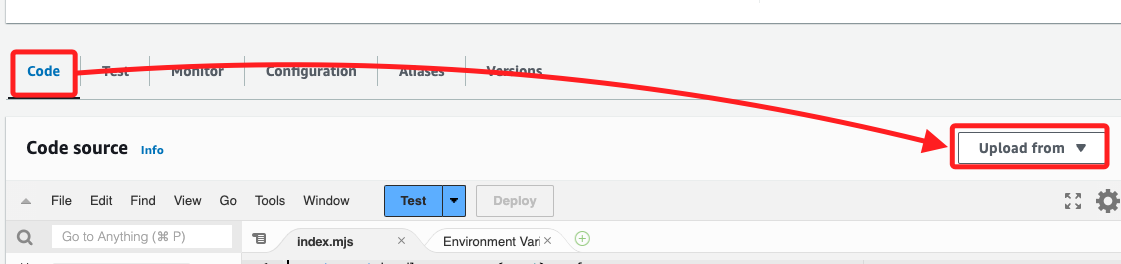 Code Test Monitor Configuration Aliases Versions
Code source Info Upload from
File Edit Find View Go Tools Window Test Deploy
Go to Anything (⌘ P) index.mjs Environment Vari